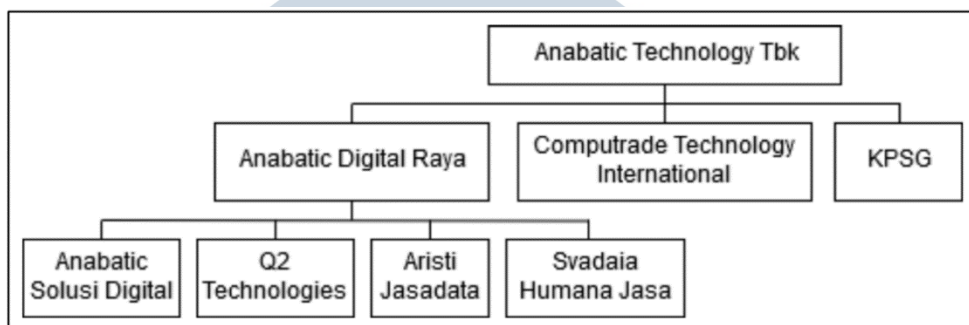 Anabatic Technology Tbk
Anabatic Digital Raya
Computrade Technology
International
KPSG
Anabatic
Solusi Digital
Q2
Technologies
Aristi
Jasadata
Svadaia
Humana Jasa